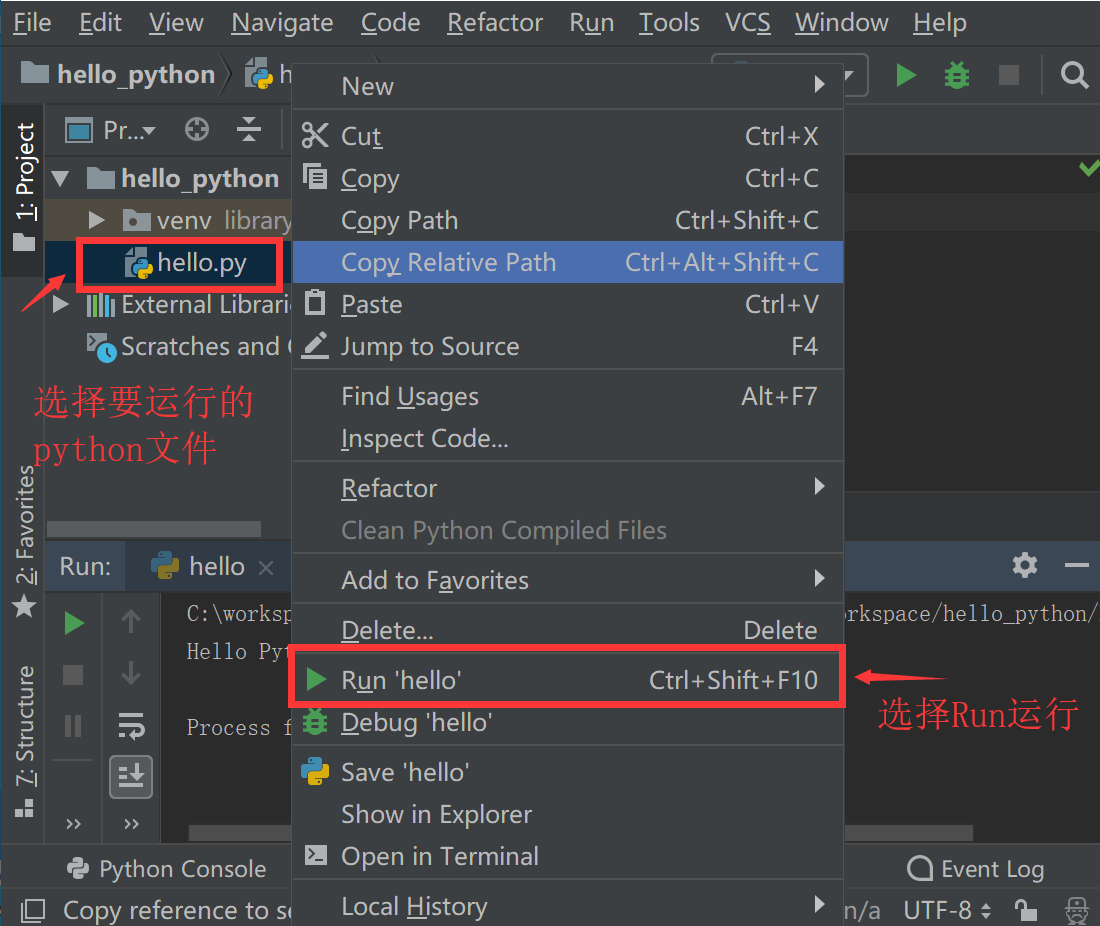 File Edit View Navigate Code Refactor Run Tools VCS Window Help
hello_python
Pr...
1: Project
hello_python
venv library
hello.py
External Librari
Scratches and
选择要运行的
python文件
2: Favorites
7: Structure
New
Cut Ctrl+X
Copy Ctrl+C
Copy Path Ctrl+Shift+C
Copy Relative Path Ctrl+Alt+Shift+C
Paste Ctrl+V
Jump to Source F4
Find Usages Alt+F7
Inspect Code...
Refactor
Clean Python Compiled Files
Add to Favorites
Delete... Delete
Run 'hello' Ctrl+Shift+F10
Debug 'hello'
Save 'hello'
Show in Explorer
Open in Terminal
Local History
选择Run运行
Run: hello
C:\worksp
rkspace/hello_python/
Hello Pyt
Process f
Python Console
Event Log
Copy reference to se
n/a UTF-8